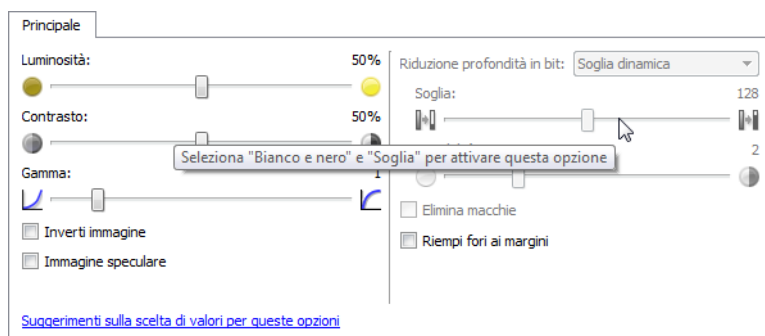 Principale
Luminosità:
50%
Contrasto:
50%
Gamma:
1
Inverti immagine
Immagine speculare
Suggerimenti sulla scelta di valori per queste opzioni
Riduzione profondità in bit:
Soglia dinamica
Soglia:
128
Seleziona "Bianco e nero" e "Soglia" per attivare questa opzione
2
Elimina macchie
Riempi fori ai margini